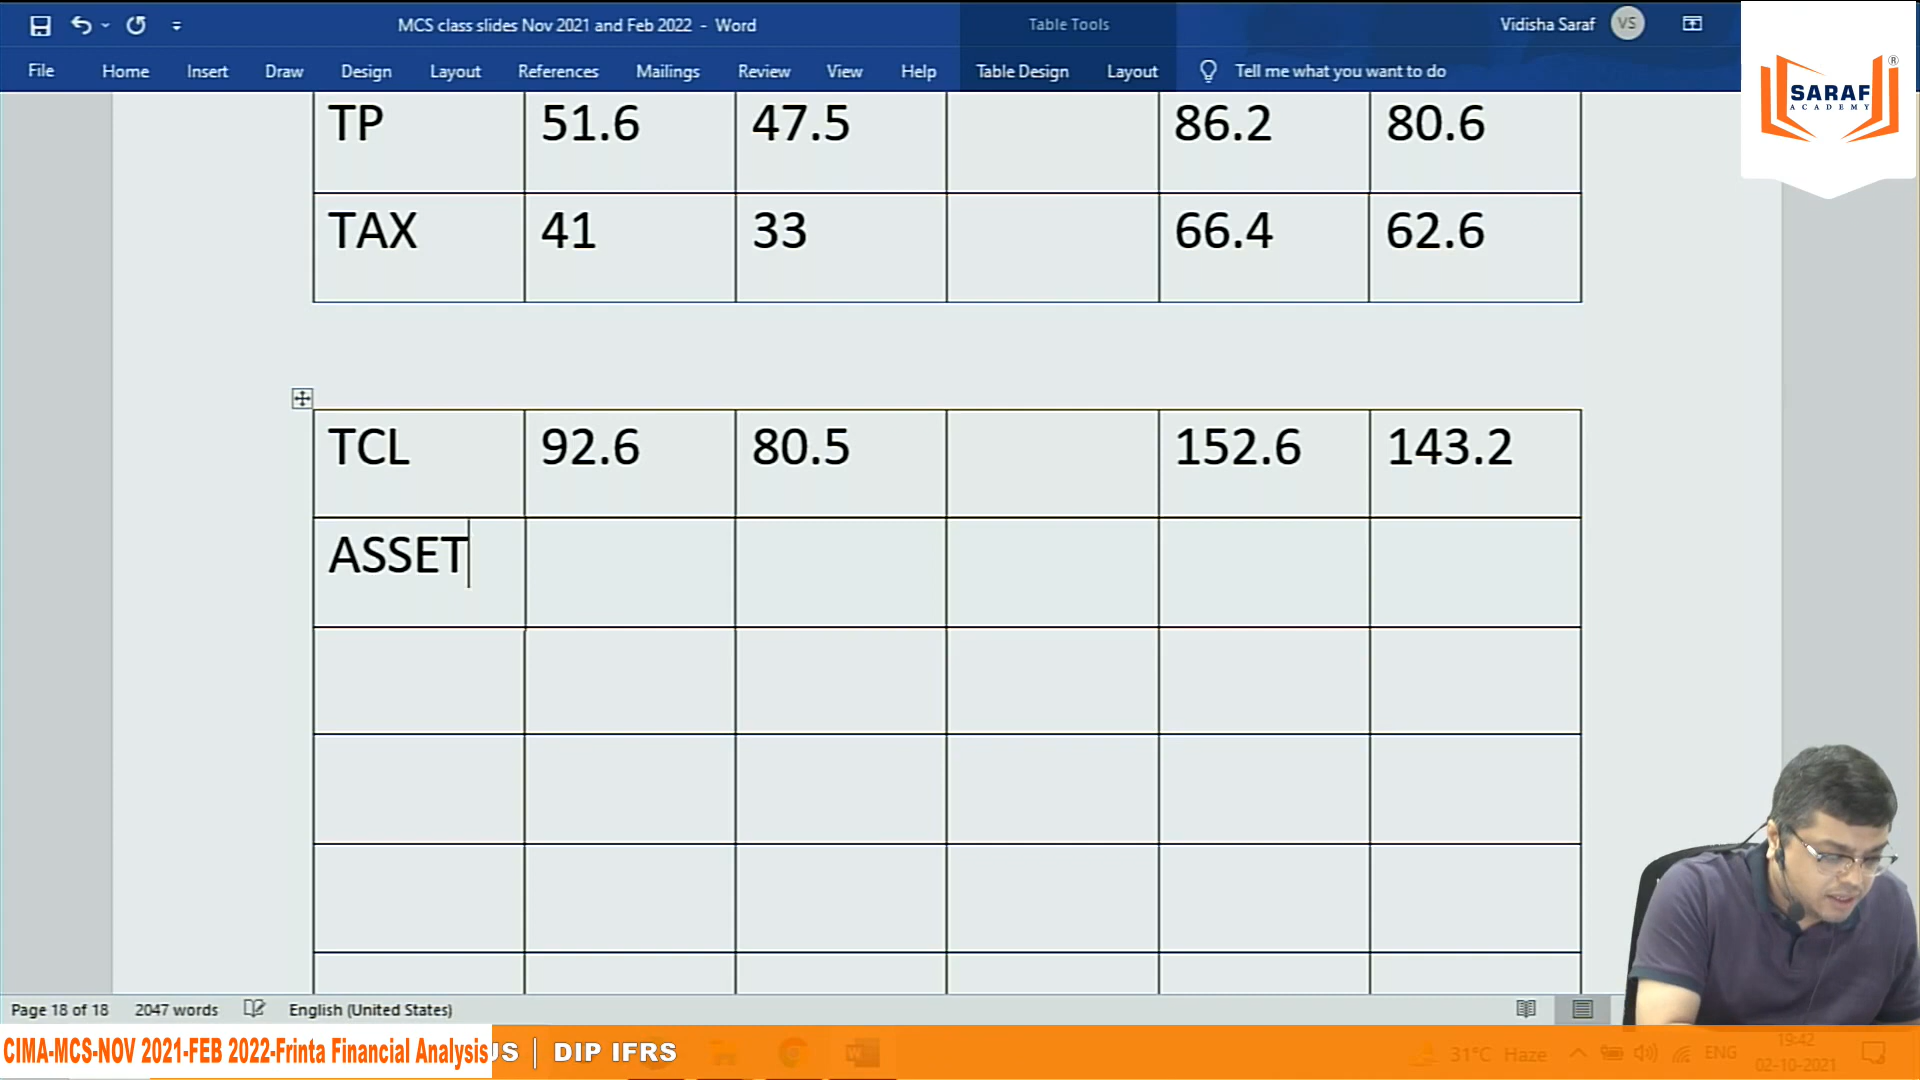 MCS class slides Nov 2021 and Feb 2022 - Word
Table Tools
Vidisha Saraf
VS
File Home Insert Draw Design Layout References Mailings Review View Help Table Design Layout Tell me what you want to do
SARAF
ACADEMY
®
TP 51.6 47.5 86.2 80.6
TAX 41 33 66.4 62.6
TCL 92.6 80.5 152.6 143.2
ASSET
Page 18 of 18 2047 words English (United States)
CIMA-MCS-NOV 2021-FEB 2022-Frinta Financial Analysis
US | DIP IFRS
31°C Haze ENG
19:42
02-10-2021